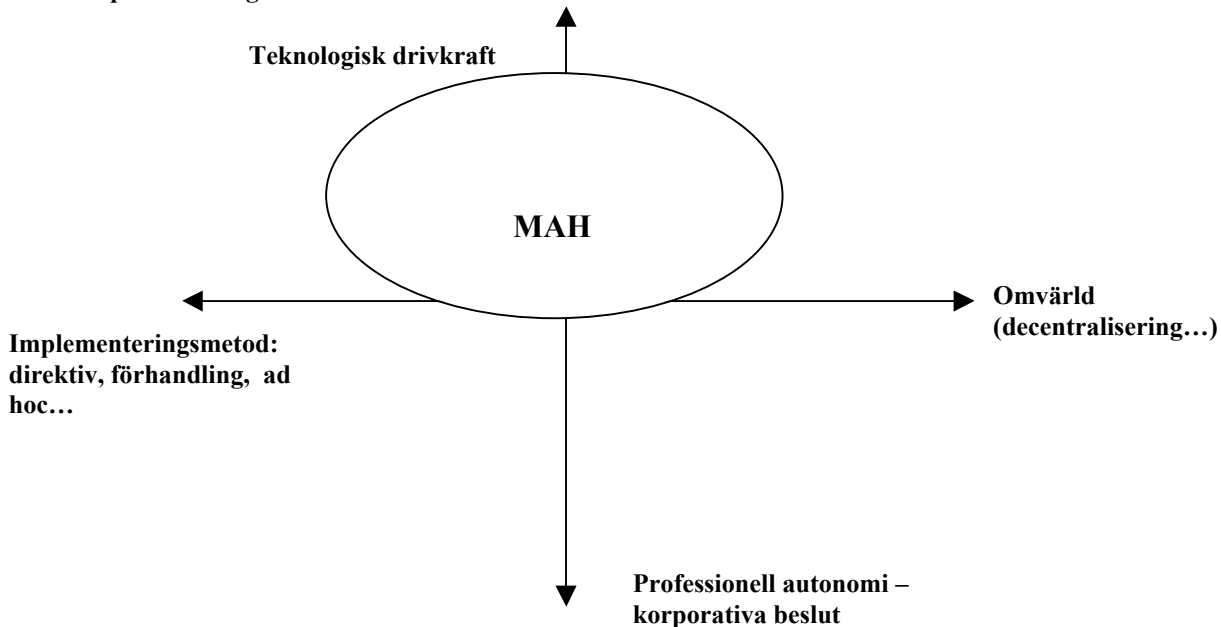 Teknologisk drivkraft
MAH
Omvärld
(decentralisering…)
Implementeringsmetod:
direktiv, förhandling, ad
hoc…
Professionell autonomi –
korporativa beslut